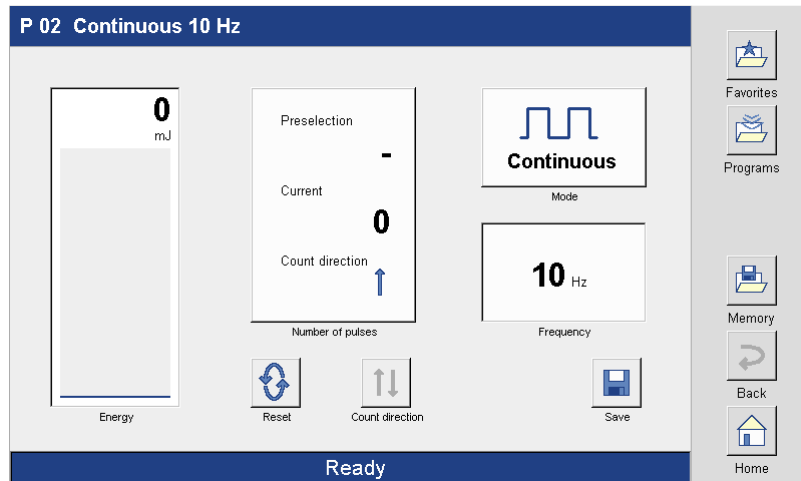 P 02 Continuous 10 Hz
0
mJ
Energy
Preselection
-
Current
0
Count direction
Number of pulses
Reset
Count direction
Continuous
Mode
10 Hz
Frequency
Save
Ready
Favorites
Programs
Memory
Back
Home